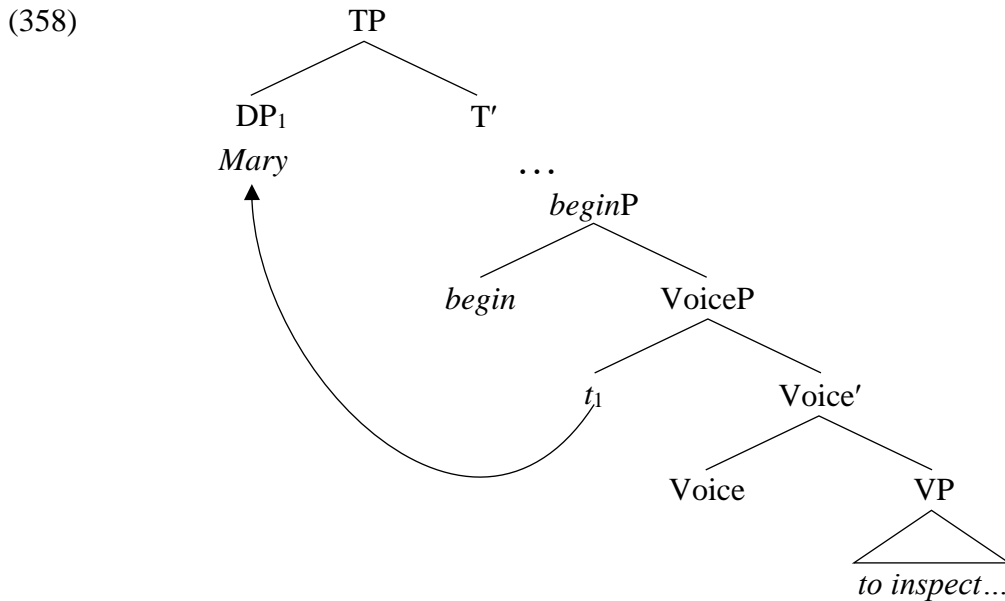 (358) TP
DP₁ T′
Mary
…
beginP
begin VoiceP
t₁ Voice′
Voice VP
to inspect…